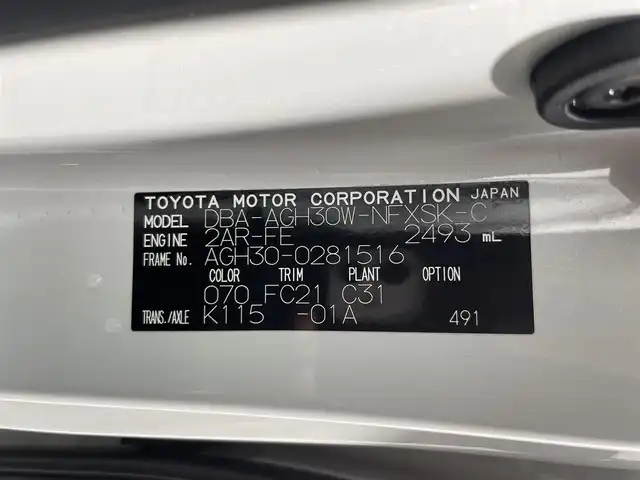 TOYOTA MOTOR CORPORATION JAPAN
MODEL DBA-AGH30W-NFXSK-C
ENGINE 2AR-FE 2493 mL
FRAME No. AGH30-0281516
COLOR TRIM PLANT OPTION
070 FC21 C31
TRANS./AXLE K115 -01A 491